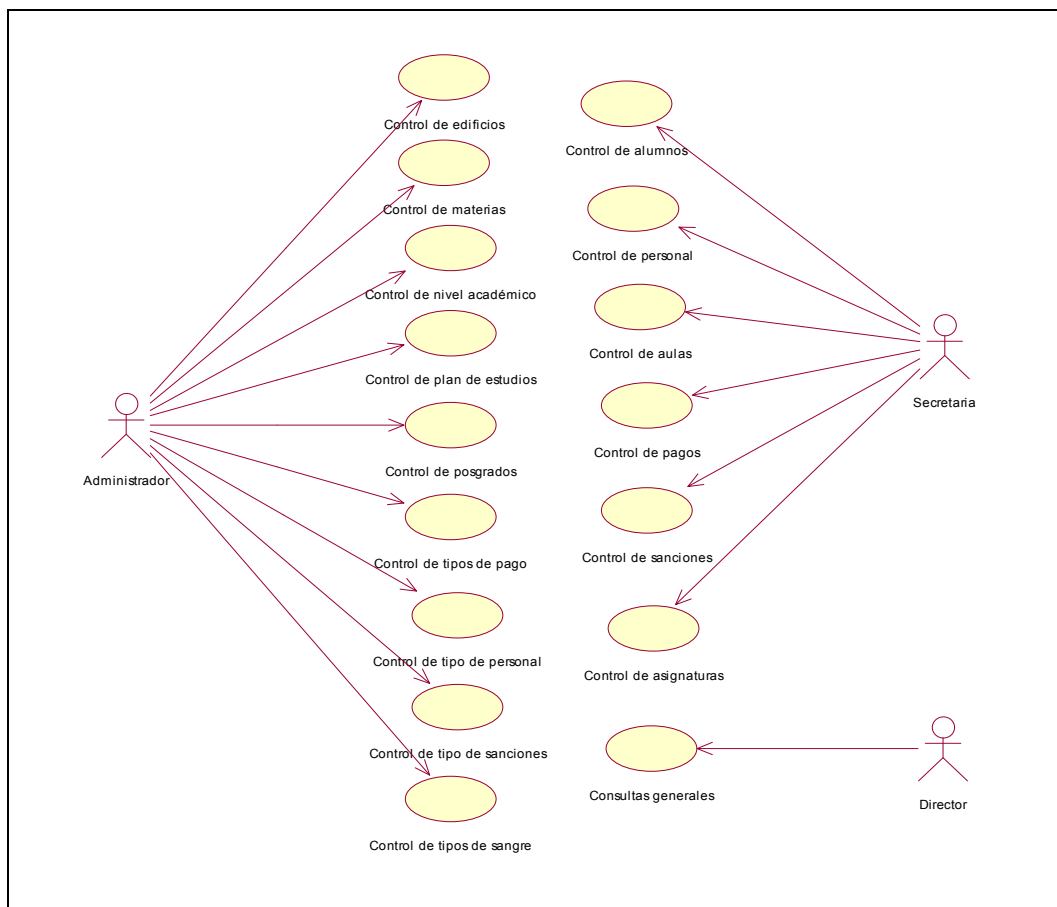 Control de edificios
Control de materias
Control de nivel académico
Control de plan de estudios
Control de posgrados
Control de tipos de pago
Control de tipo de personal
Control de tipo de sanciones
Control de tipos de sangre
Administrador
Control de alumnos
Control de personal
Control de aulas
Control de pagos
Control de sanciones
Control de asignaturas
Consultas generales
Secretaria
Director